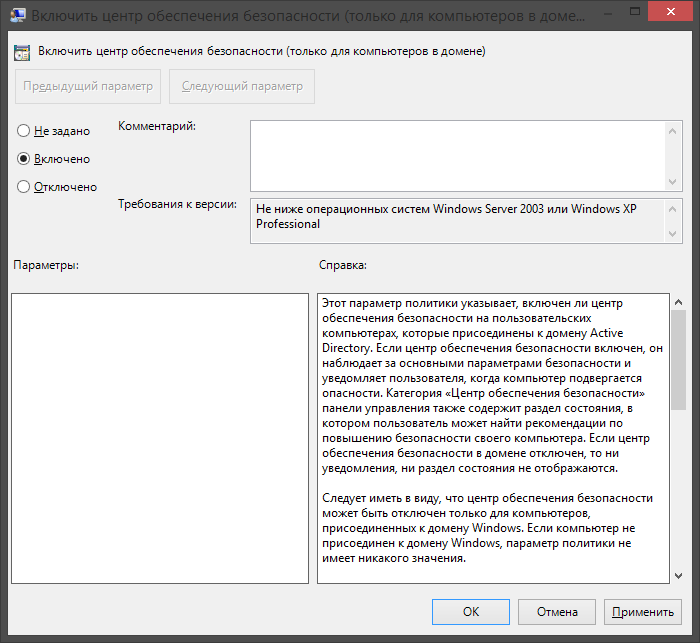 Включить центр обеспечения безопасности (только для компьютеров в доме...
Включить центр обеспечения безопасности (только для компьютеров в домене)
Предыдущий параметр
Следующий параметр
Не задано
Включено
Отключено
Комментарий:
Требования к версии:
Не ниже операционных систем Windows Server 2003 или Windows XP
Professional
Параметры:
Справка:
Этот параметр политики указывает, включен ли центр
обеспечения безопасности на пользовательских
компьютерах, которые присоединены к домену Active
Directory. Если центр обеспечения безопасности включен, он
наблюдает за основными параметрами безопасности и
уведомляет пользователя, когда компьютер подвергается
опасности. Категория «Центр обеспечения безопасности»
панели управления также содержит раздел состояния, в
котором пользователь может найти рекомендации по
повышению безопасности своего компьютера. Если центр
обеспечения безопасности в домене отключен, то ни
уведомления, ни раздел состояния не отображаются.
Следует иметь в виду, что центр обеспечения безопасности
может быть отключен только для компьютеров,
присоединенных к домену Windows. Если компьютер не
присоединен к домену Windows, параметр политики не
имеет никакого значения.
ОК
Отмена
Применить